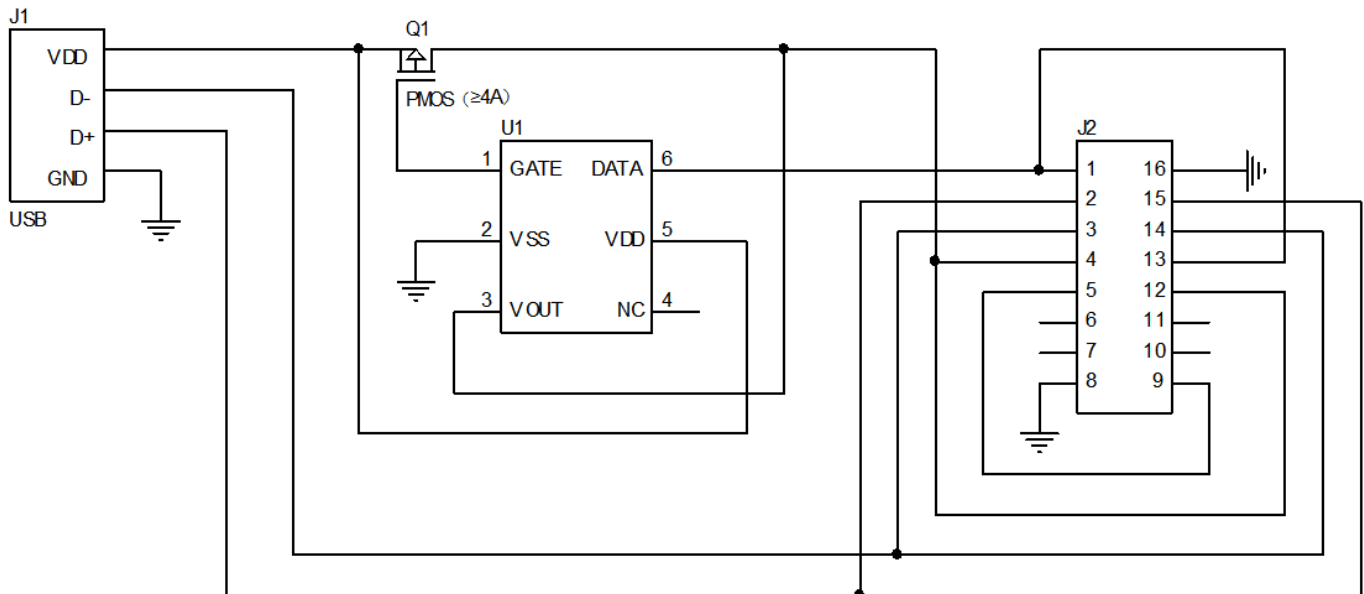 J1
VDD
D-
D+
GND
USB
Q1
PMOS（≥4A）
U1
1 GATE DATA 6
2 VSS VDD 5
3 VOUT NC 4
J2
1 16
2 15
3 14
4 13
5 12
6 11
7 10
8 9